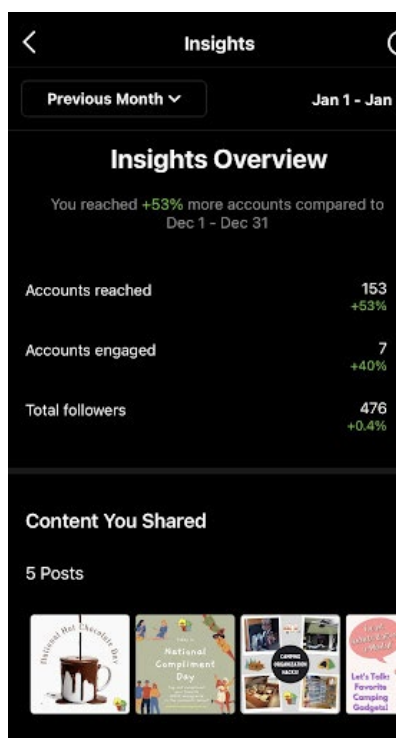 Insights
Previous Month
Jan 1 - Jan
Insights Overview
You reached +53% more accounts compared to
Dec 1 - Dec 31
Accounts reached
153
+53%
Accounts engaged
7
+40%
Total followers
476
+0.4%
Content You Shared
5 Posts
National Hot Chocolate Day
National
Compliment
Day
CAMPING
ORGANIZATION
HACKS!
Let's Talk:
Favorite
Camping
Gadgets!